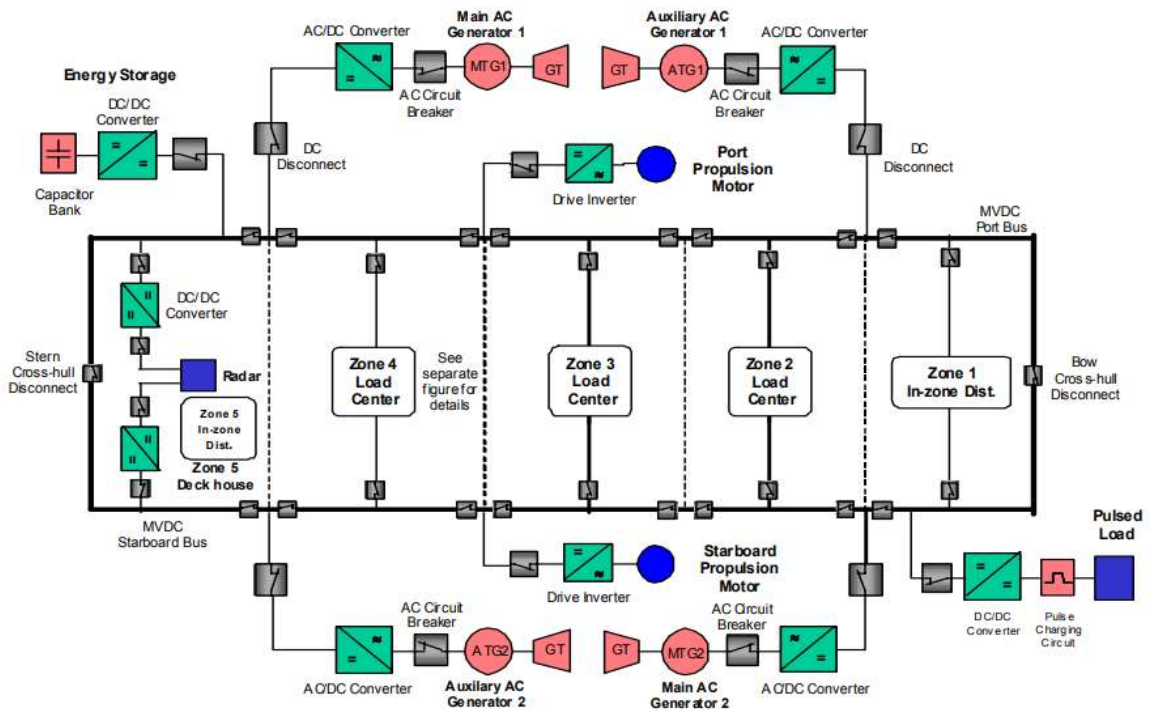 Main AC
Generator 1
Auxiliary AC
Generator 1
AC/DC Converter
AC/DC Converter
MTG1
GT
GT
ATG1
Energy Storage
AC Circuit
Breaker
AC Circuit
Breaker
DC/DC
Converter
DC
Disconnect
DC
Disconnect
Port
Propulsion
Motor
Capacitor
Bank
Drive Inverter
MVDC
Port Bus
DC/DC
Converter
Stern
Cross-hull
Disconnect
Radar
Zone 4
Load
Center
See
separate
figure for
details
Zone 3
Load
Center
Zone 2
Load
Center
Zone 1
In-zone Dist.
Bow
Cross-hull
Disconnect
Zone 5
In-zone
Dist.
Zone 5
Deck house
MVDC
Starboard Bus
Starboard
Propulsion
Motor
Pulsed
Load
Drive Inverter
AC Circuit
Breaker
AC Circuit
Breaker
DC/DC
Converter
Pulse
Charging
Circuit
ATG2
GT
GT
MTG2
AC/DC Converter
Auxilary AC
Generator 2
Main AC
Generator 2
AC/DC Converter